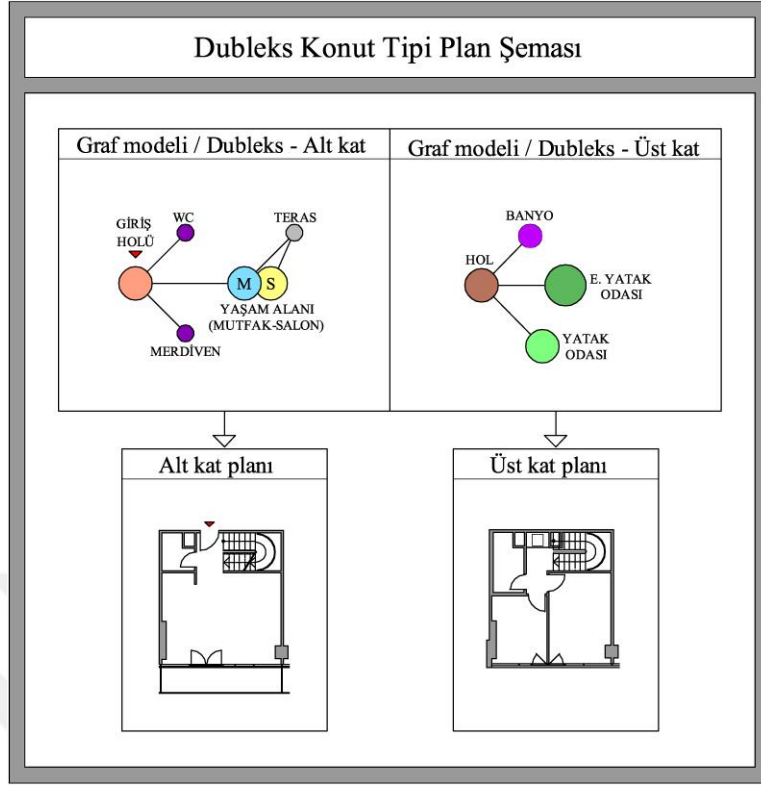 Dubleks Konut Tipi Plan Şeması
Graf modeli / Dubleks - Alt kat
GİRİŞ
HOLÜ
WC
TERAS
M
S
YAŞAM ALANI
(MUTFAK-SALON)
MERDİVEN
Graf modeli / Dubleks - Üst kat
BANYO
HOL
E. YATAK
ODASI
YATAK
ODASI
Alt kat planı
Üst kat planı